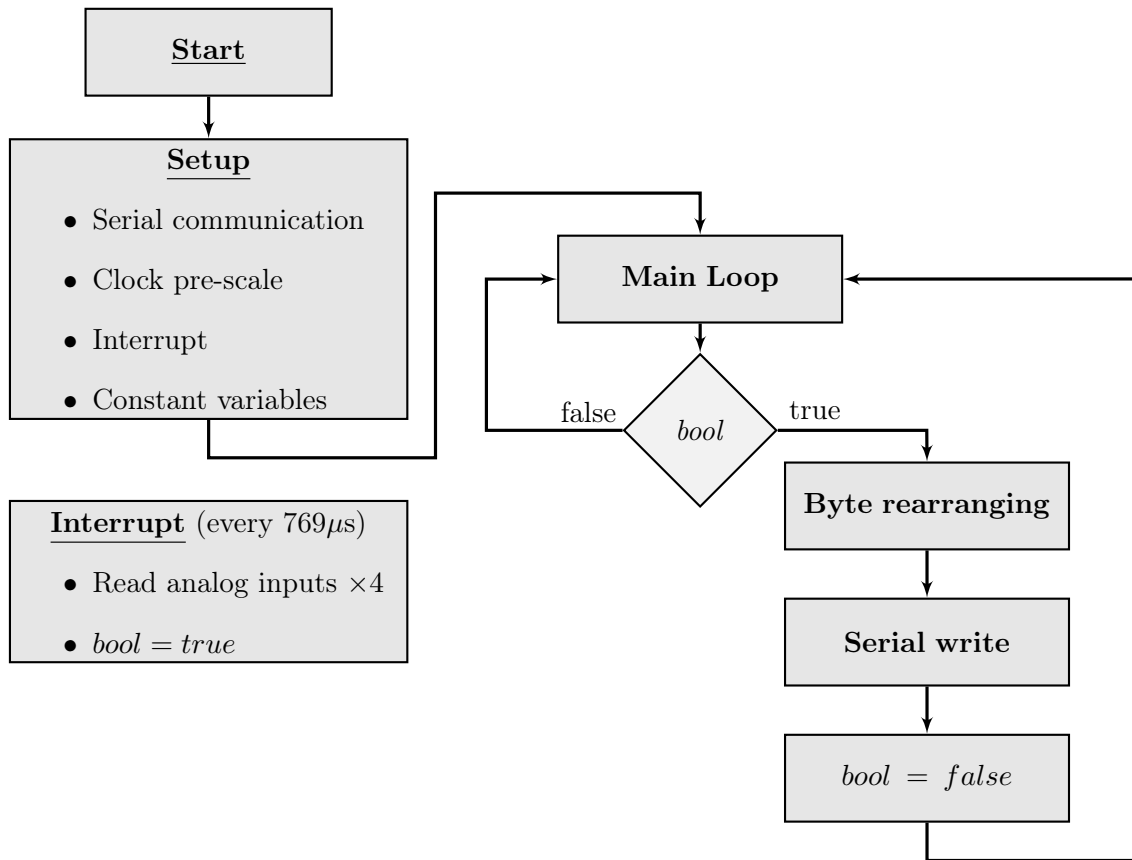 Start
Setup
• Serial communication
• Clock pre-scale
• Interrupt
• Constant variables
Interrupt (every 769μs)
• Read analog inputs ×4
• bool = true
Main Loop
false
bool
true
Byte rearranging
Serial write
bool = false